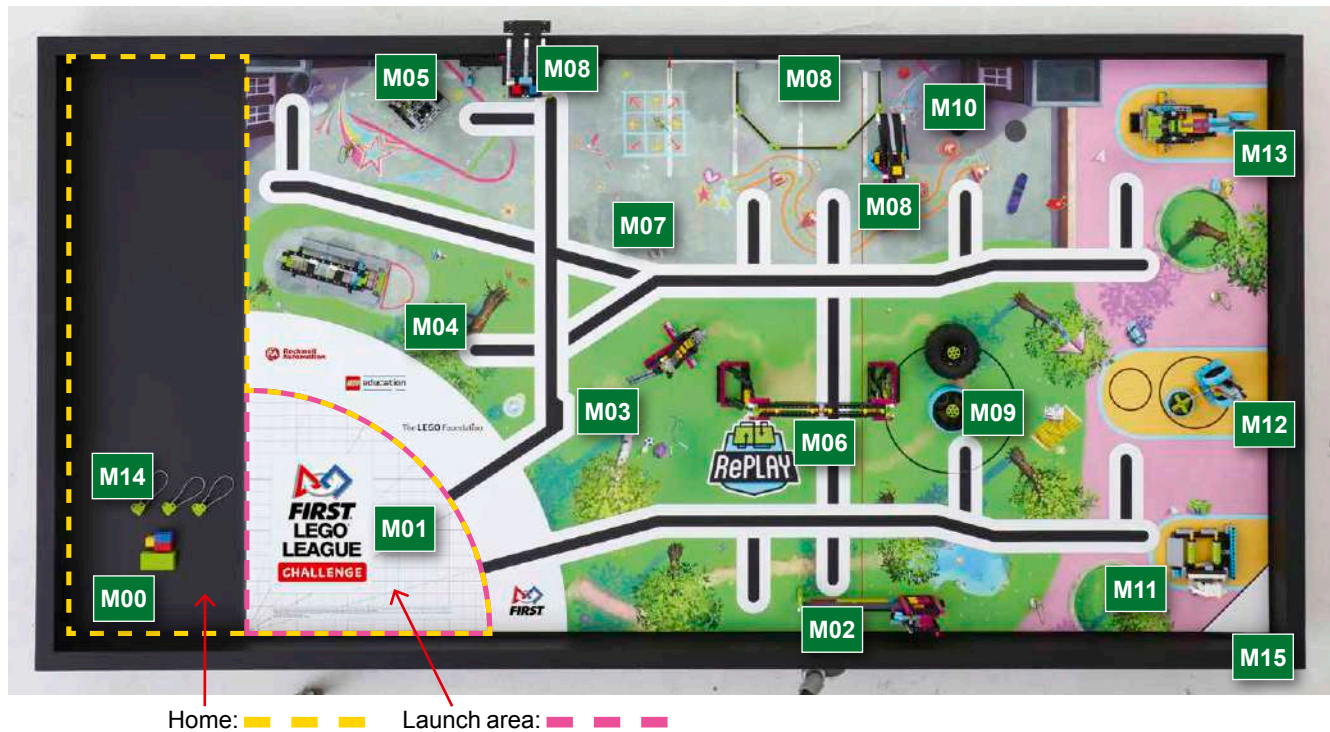 M05
M08
M08
M10
M13
M08
M07
M04
Rockwell
Automation
education
The LEGO Foundation
M03
M09
M12
M06
RePLAY
M14
FIRST
LEGO
LEAGUE
CHALLENGE
M01
M00
FIRST
M11
M02
M15
Home:
Launch area: